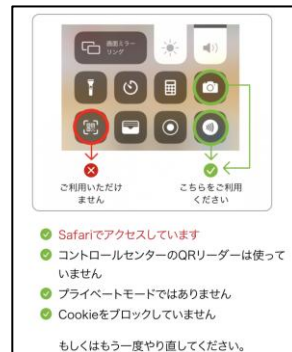 画面ミラー
リング
ご利用いただけ
ません
こちらをご利用
ください
Safariでアクセスしています
コントロールセンターのQRリーダーは使って
いません
プライベートモードではありません
Cookieをブロックしていません
もしくはもう一度やり直してください。